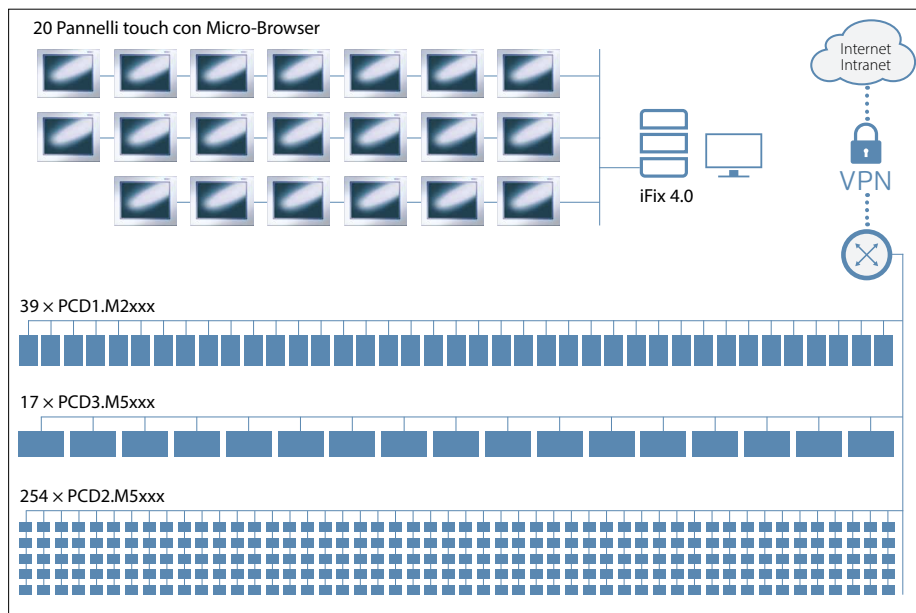 20 Pannelli touch con Micro-Browser
Internet
Intranet
VPN
iFix 4.0
39 × PCD1.M2xxx
17 × PCD3.M5xxx
254 × PCD2.M5xxx